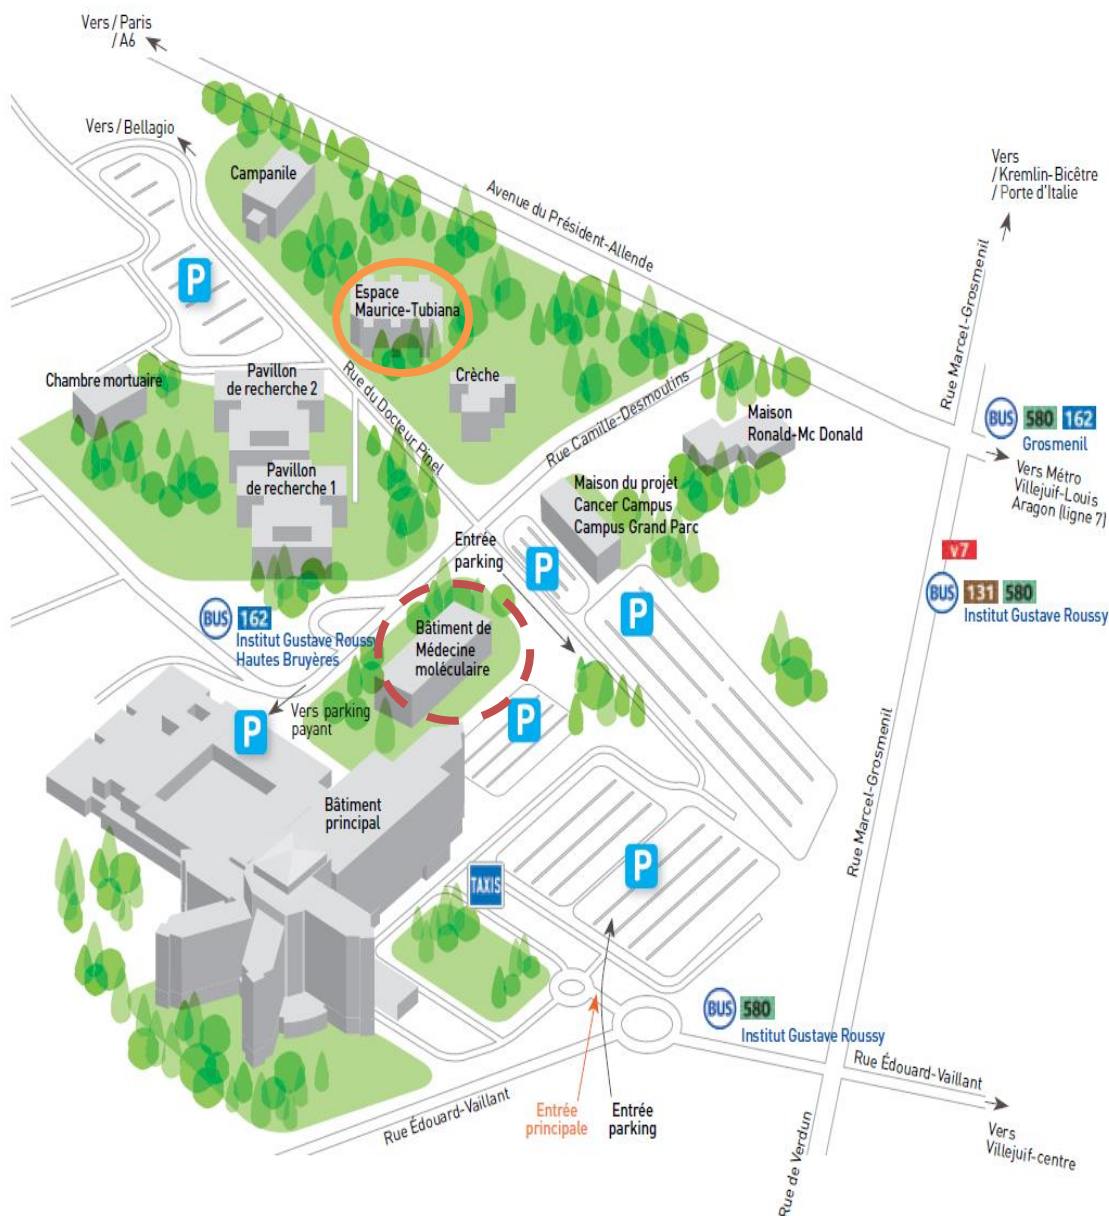 Vers / Paris
/ A6
Vers / Bellagio
Campanile
Avenue du Président-Allende
Vers
/ Kremlin-Bicêtre
/ Porte d'Italie
Rue Marcel-Grosmenil
P
Espace
Maurice-Tubiana
Chambre mortuaire
Pavillon
de recherche 2
Rue du Docteur Pinel
Crèche
Rue Camille-Desmoulins
Maison
Ronald-Mc Donald
BUS 580 162
Grosmenil
Vers Métro
Villejuif-Louis
Aragon (ligne 7)
Pavillon
de recherche 1
Maison du projet
Cancer Campus
Campus Grand Parc
Entrée
parking
P
v7
BUS 131 580
Institut Gustave Roussy
BUS 162
Institut Gustave Roussy
Hautes Bruyères
Bâtiment de
Médecine
moléculaire
P
Vers parking
payant
P
P
Bâtiment
principal
Rue Marcel-Grosmenil
P
TAXIS
BUS 580
Institut Gustave Roussy
Rue Édouard-Vaillant
Rue Édouard-Vaillant
Entrée
principale
Entrée
parking
Rue de Verdun
Vers
Villejuif-centre